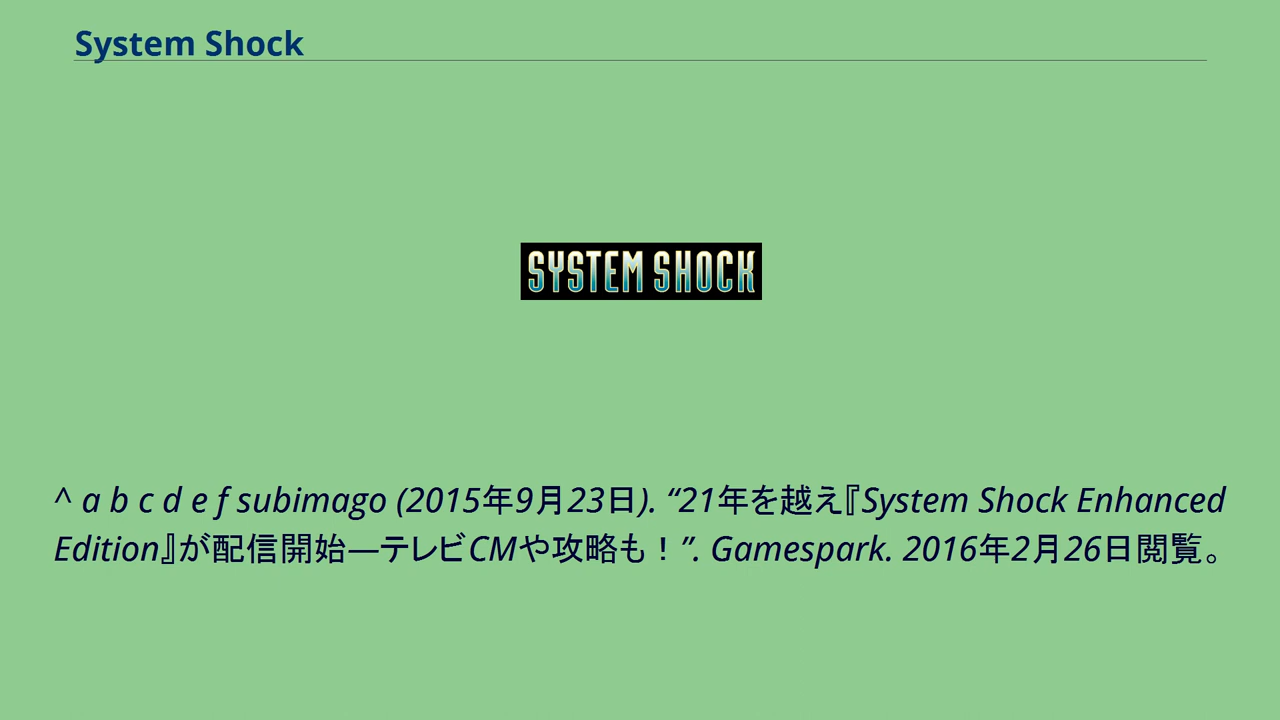 System Shock
SYSTEM SHOCK
^ a b c d e f subimago (2015年9月23日). “21年を越え『System Shock Enhanced
Edition』が配信開始―テレビCMや攻略も！”. Gamespark. 2016年2月26日閲覧。